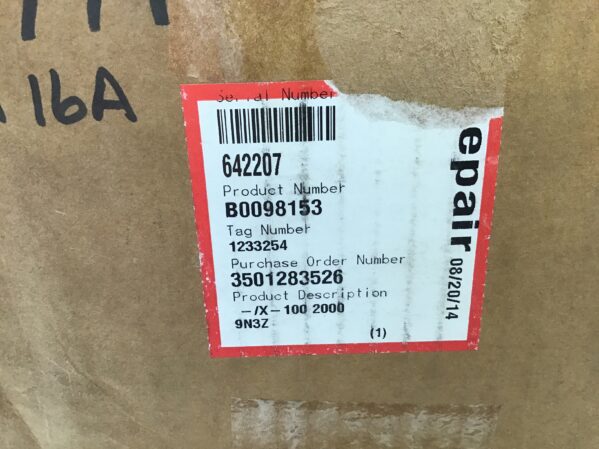 16A
Serial Number
642207
Product Number
B0098153
Tag Number
1233254
Purchase Order Number
3501283526
Product Description
-/X-100 2000
9N3Z
(1)
epair 08/20/14